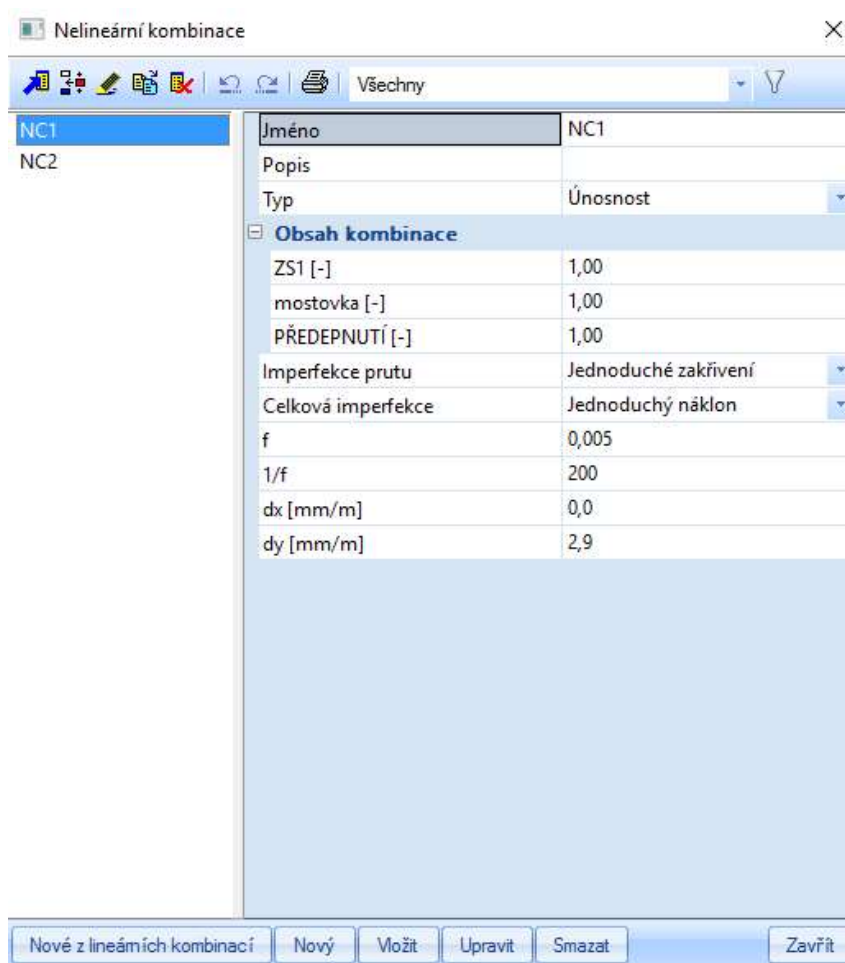 Nelineární kombinace
Všechny
NC1
NC2
Jméno NC1
Popis
Typ Únosnost
Obsah kombinace
ZS1 [-] 1,00
mostovka [-] 1,00
PŘEDEPNUTÍ [-] 1,00
Imperfekce prutu Jednoduché zakřivení
Celková imperfekce Jednoduchý náklon
f 0,005
1/f 200
dx [mm/m] 0,0
dy [mm/m] 2,9
Nové z lineárních kombinací Nový Vložit Upravit Smazat Zavřít